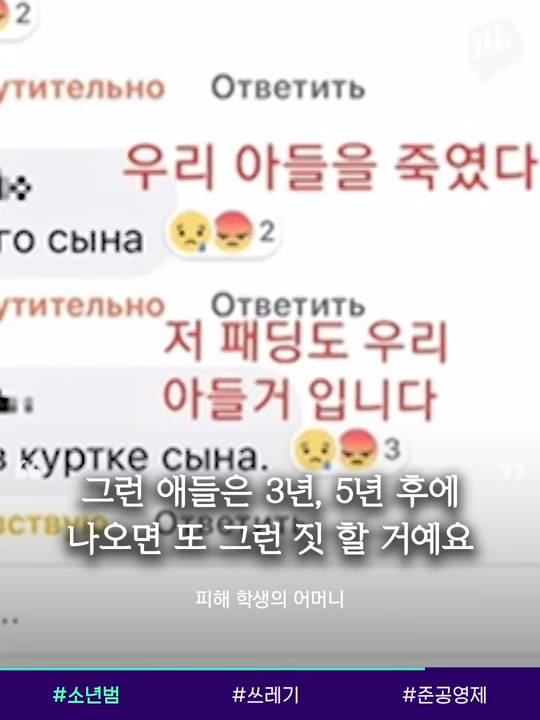 2
утительно Ответить
우리 아들을 죽였다
го сына 2
утительно Ответить
저 패딩도 우리
아들거 입니다
в куртке сына. 3
그런 애들은 3년, 5년 후에
나오면 또 그런 짓 할 거예요
вствую Ответить
피해 학생의 어머니
#소년범 #쓰레기 #준공영제